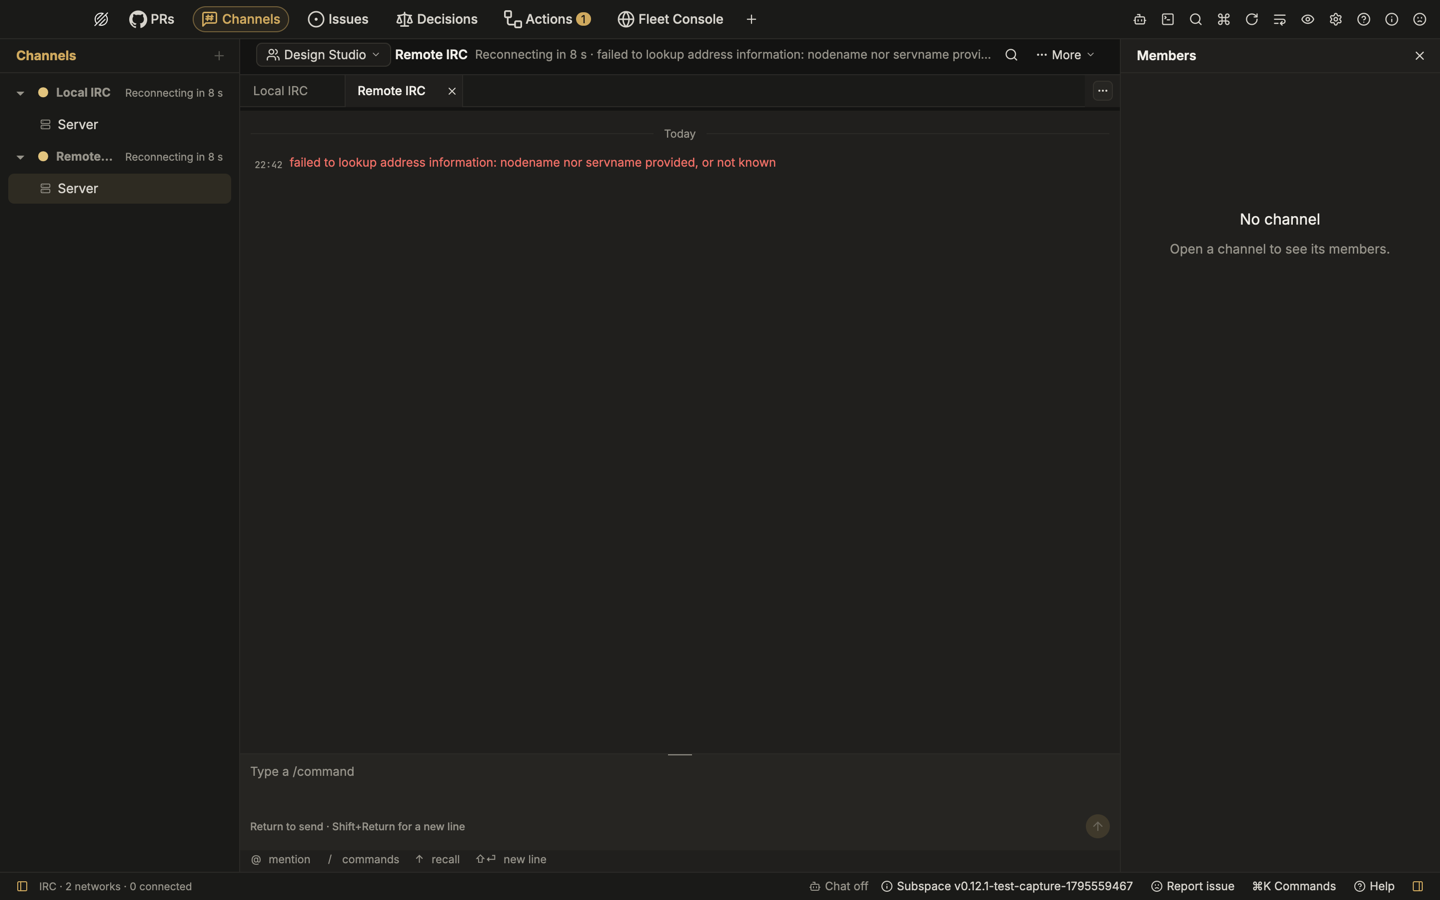 PRs
Channels
Issues
Decisions
Actions 1
Fleet Console
Channels
Local IRC Reconnecting in 8 s
Server
Remote... Reconnecting in 8 s
Server
Design Studio
Remote IRC Reconnecting in 8 s · failed to lookup address information: nodename nor servname provi...
More
Local IRC
Remote IRC
Today
22:42 failed to lookup address information: nodename nor servname provided, or not known
Type a /command
Return to send · Shift+Return for a new line
@ mention / commands ↑ recall ⇧↵ new line
Members
No channel
Open a channel to see its members.
IRC · 2 networks · 0 connected
Chat off
Subspace v0.12.1-test-capture-1795559467
Report issue
⌘K Commands
Help